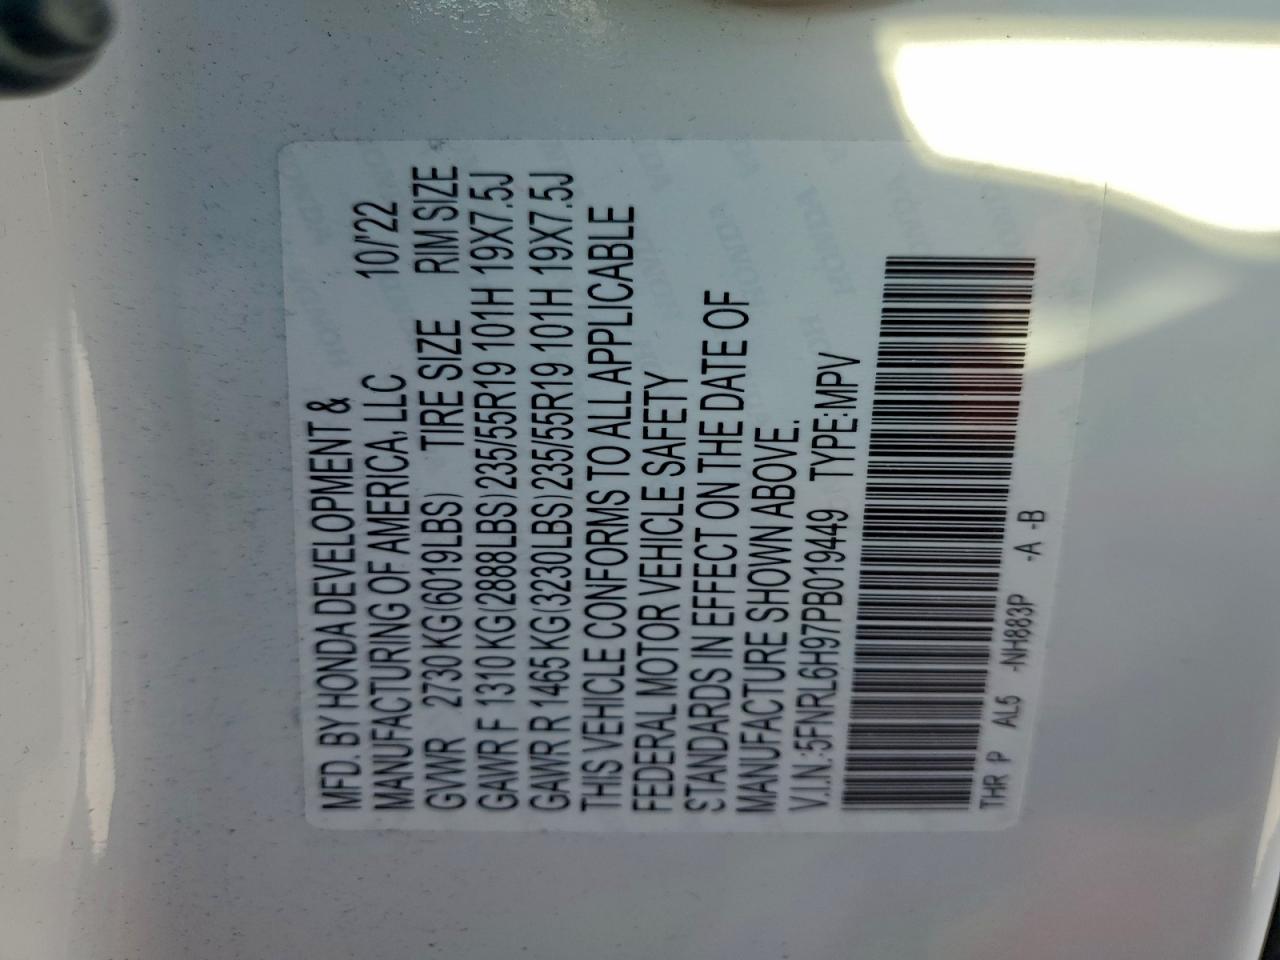 MFD. BY HONDA DEVELOPMENT &
MANUFACTURING OF AMERICA, LLC 10/'22
GVWR 2730 KG(6019LBS) TIRE SIZE RIM SIZE
GAWR F 1310 KG(2888LBS)235/55R19 101H 19X7.5J
GAWR R 1465 KG(3230LBS)235/55R19 101H 19X7.5J
THIS VEHICLE CONFORMS TO ALL APPLICABLE
FEDERAL MOTOR VEHICLE SAFETY
STANDARDS IN EFFECT ON THE DATE OF
MANUFACTURE SHOWN ABOVE.
V.I.N.:5FNRL6H97PB019449 TYPE:MPV
THR P AL5 -NH883P -A -B